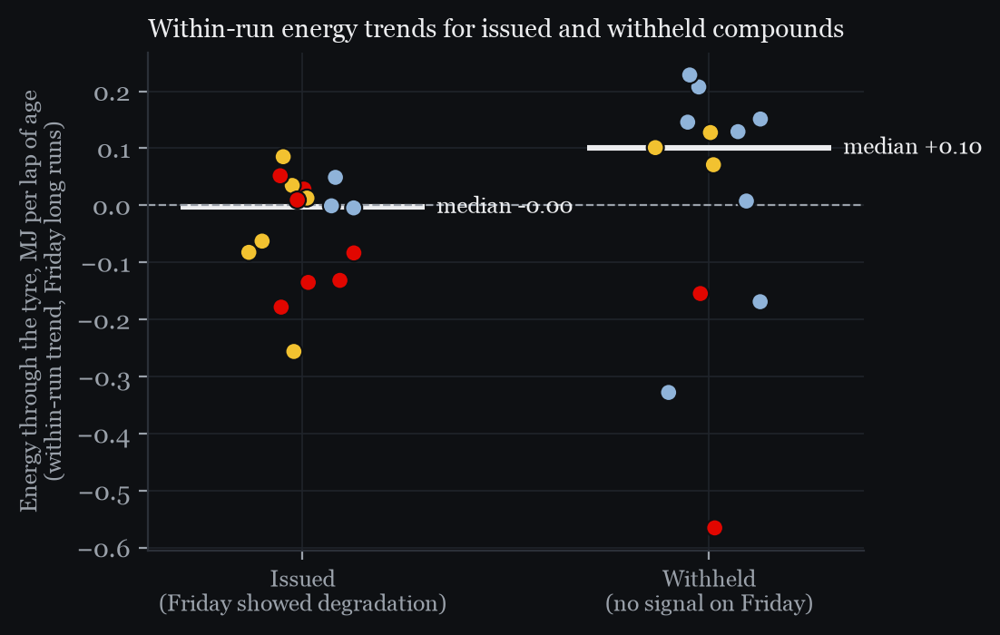 Within-run energy trends for issued and withheld compounds
Energy through the tyre, MJ per lap of age
(within-run trend, Friday long runs)
0.2
0.1
0.0
−0.1
−0.2
−0.3
−0.4
−0.5
−0.6
median -0.00
median +0.10
Issued
(Friday showed degradation)
Withheld
(no signal on Friday)